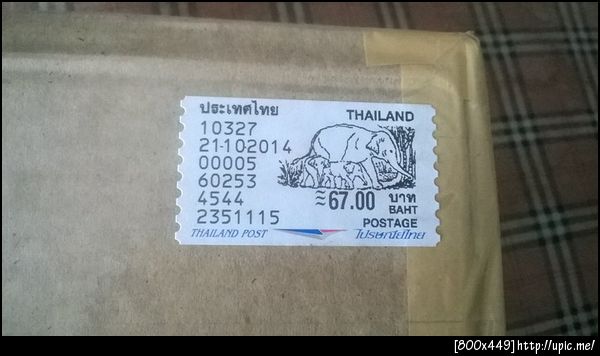 ประเทศไทย
THAILAND
10327
21-10-2014
00005
60253
4544
2351115
≈67.00 บาท
BAHT
POSTAGE
THAILAND POST
ไปรษณีย์ไทย
[800x449]http://upic.me/